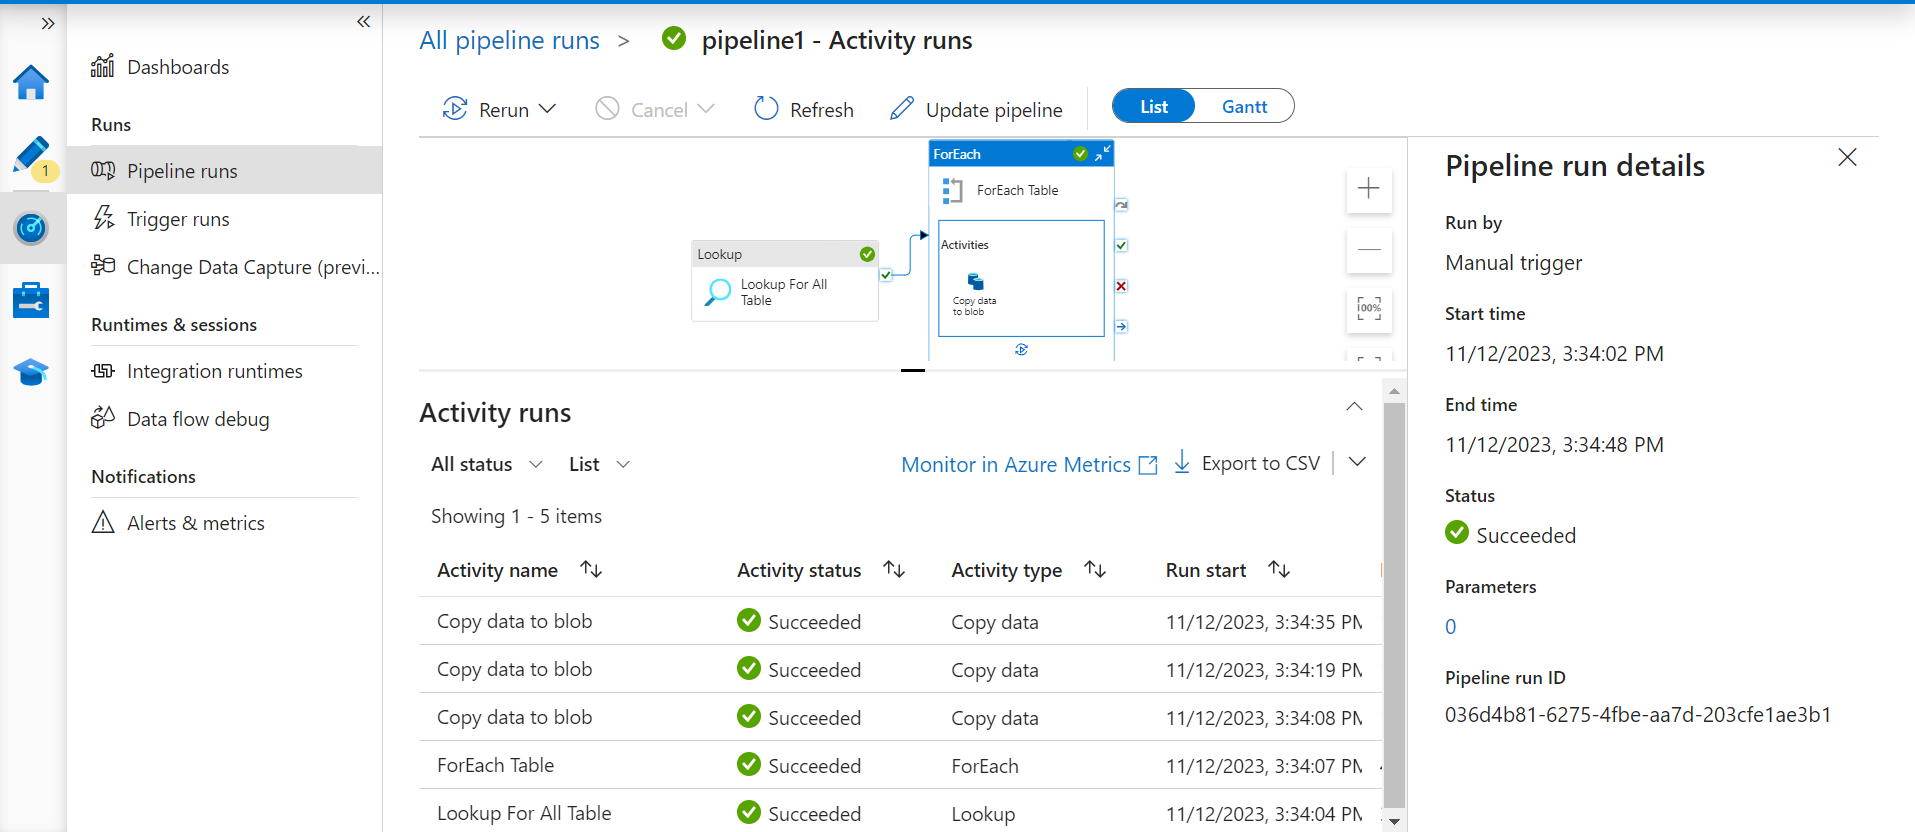 Dashboards
Runs
1
Pipeline runs
Trigger runs
Change Data Capture (previ...
Runtimes & sessions
Integration runtimes
Data flow debug
Notifications
Alerts & metrics
All pipeline runs > pipeline1 - Activity runs
Rerun Cancel Refresh Update pipeline List Gantt
ForEach
ForEach Table
Activities
Copy data
to blob
Lookup
Lookup For All
Table
100%
Activity runs
All status List Monitor in Azure Metrics Export to CSV
Showing 1 - 5 items
Activity name Activity status Activity type Run start
Copy data to blob Succeeded Copy data 11/12/2023, 3:34:35 PM
Copy data to blob Succeeded Copy data 11/12/2023, 3:34:19 PM
Copy data to blob Succeeded Copy data 11/12/2023, 3:34:08 PM
ForEach Table Succeeded ForEach 11/12/2023, 3:34:07 PM
Lookup For All Table Succeeded Lookup 11/12/2023, 3:34:04 PM
Pipeline run details
Run by
Manual trigger
Start time
11/12/2023, 3:34:02 PM
End time
11/12/2023, 3:34:48 PM
Status
Succeeded
Parameters
0
Pipeline run ID
036d4b81-6275-4fbe-aa7d-203cfe1ae3b1